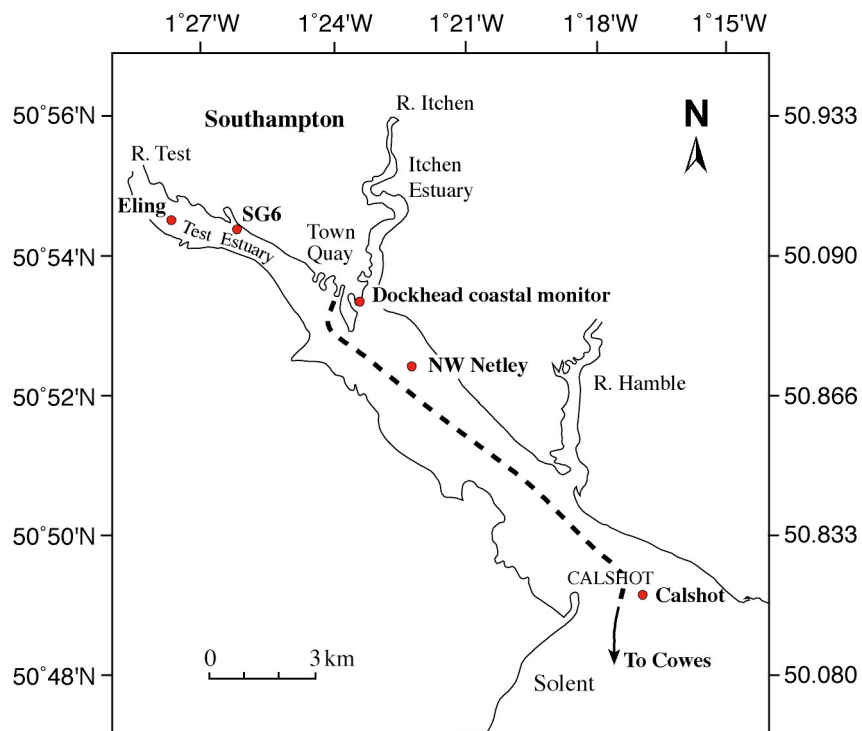 1°27'W 1°24'W 1°21'W 1°18'W 1°15'W
50°56'N
50.933
R. Itchen
Southampton
N
R. Test
Itchen
Estuary
Eling
SG6
Test Estuary
Town
Quay
50°54'N
50.090
Dockhead coastal monitor
NW Netley
R. Hamble
50°52'N
50.866
50°50'N
50.833
CALSHOT
Calshot
0 3 km
To Cowes
50°48'N
50.080
Solent